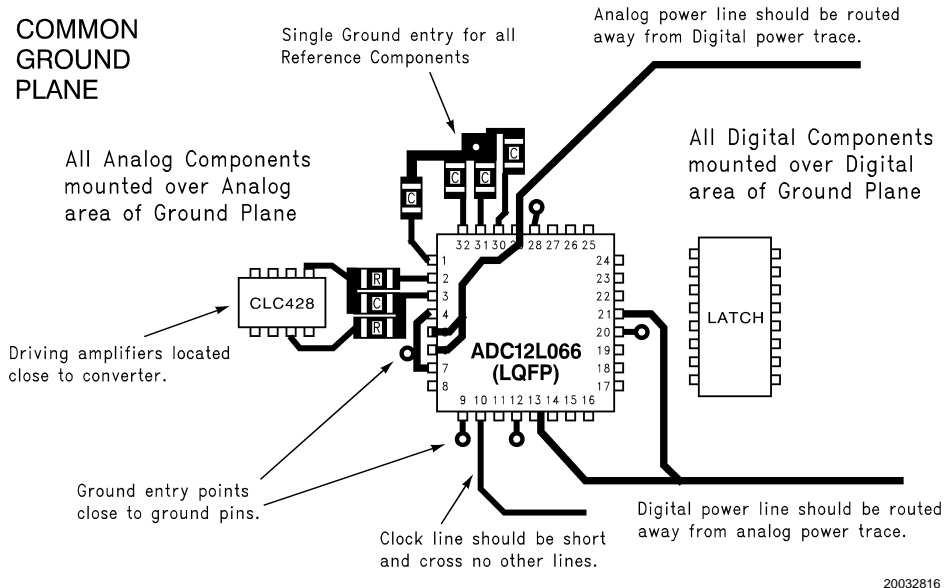 COMMON
GROUND
PLANE
Single Ground entry for all
Reference Components
Analog power line should be routed
away from Digital power trace.
All Analog Components
mounted over Analog
area of Ground Plane
All Digital Components
mounted over Digital
area of Ground Plane
C
C
C
C
32 31 30 28 27 26 25
1
2
3
4
7
8
24
23
22
21
20
19
18
17
R
C
R
CLC428
ADC12L066
(LQFP)
LATCH
9 10 11 12 13 14 15 16
Driving amplifiers located
close to converter.
Ground entry points
close to ground pins.
Clock line should be short
and cross no other lines.
Digital power line should be routed
away from analog power trace.
20032816